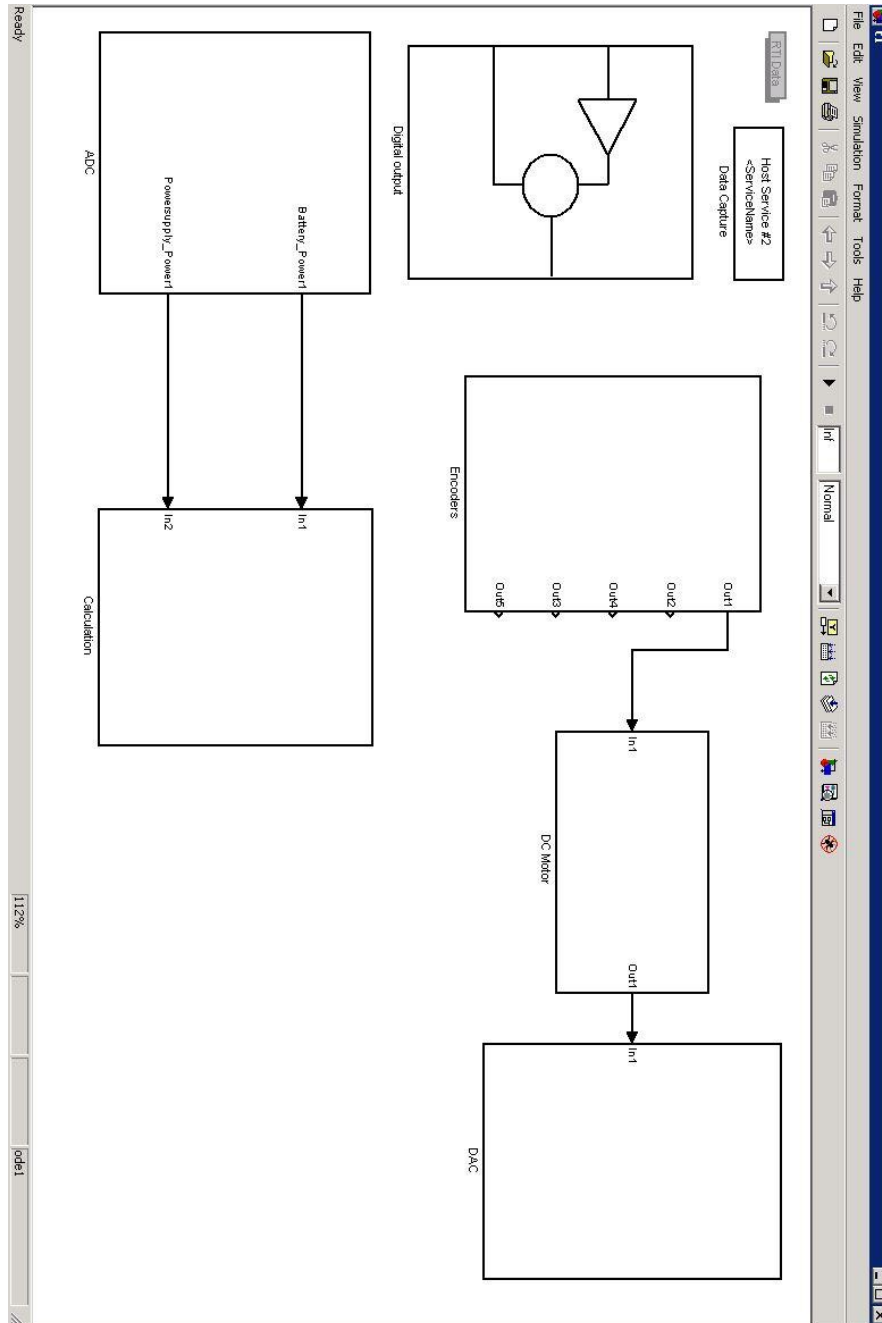 File Edit View Simulation Format Tools Help
Inf
Normal
RTI Data
Host Service #2
<ServiceName>
Data Capture
Digital output
Out1
Out2
Out4
Out3
Out5
Encoders
In1
Out1
DC Motor
In1
DAC
Battery_Power1
Powersupply_Power1
ADC
In1
In2
Calculation
Ready
112%
ode1